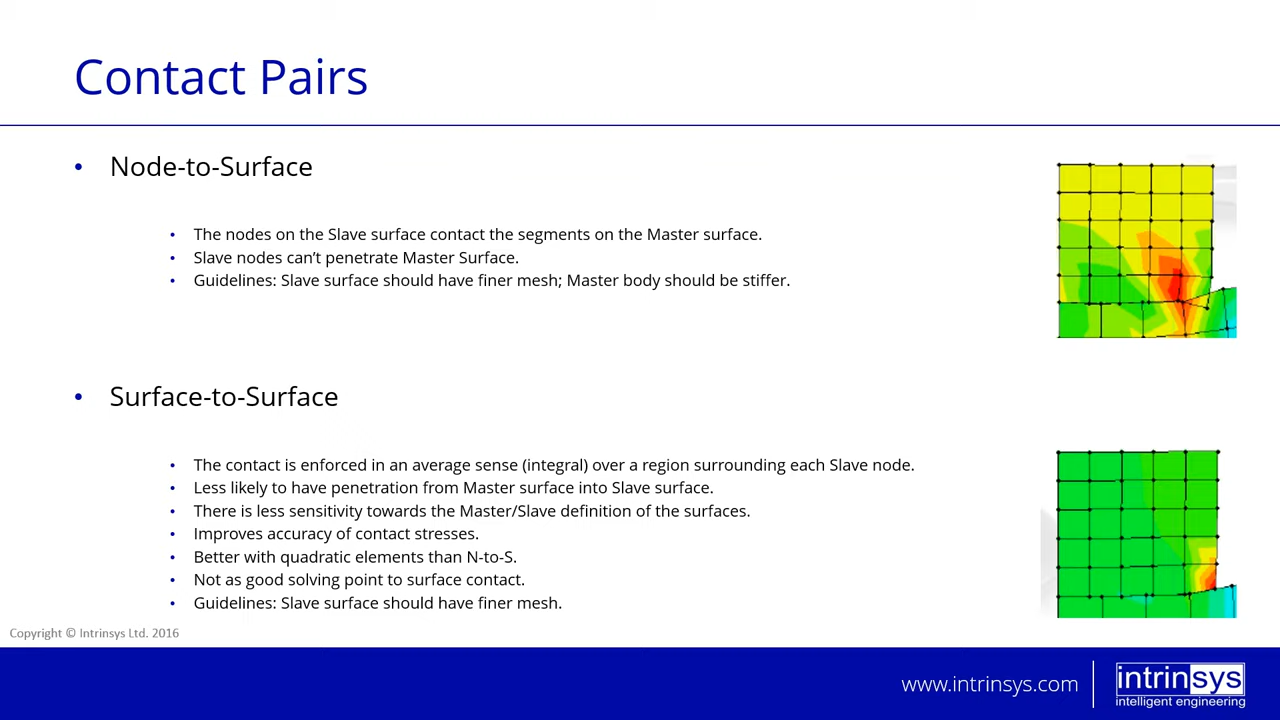 Contact Pairs
• Node-to-Surface
• The nodes on the Slave surface contact the segments on the Master surface.
• Slave nodes can’t penetrate Master Surface.
• Guidelines: Slave surface should have finer mesh; Master body should be stiffer.
• Surface-to-Surface
• The contact is enforced in an average sense (integral) over a region surrounding each Slave node.
• Less likely to have penetration from Master surface into Slave surface.
• There is less sensitivity towards the Master/Slave definition of the surfaces.
• Improves accuracy of contact stresses.
• Better with quadratic elements than N-to-S.
• Not as good solving point to surface contact.
• Guidelines: Slave surface should have finer mesh.
Copyright © Intrinsys Ltd. 2016
www.intrinsys.com
intrinsys
intelligent engineering